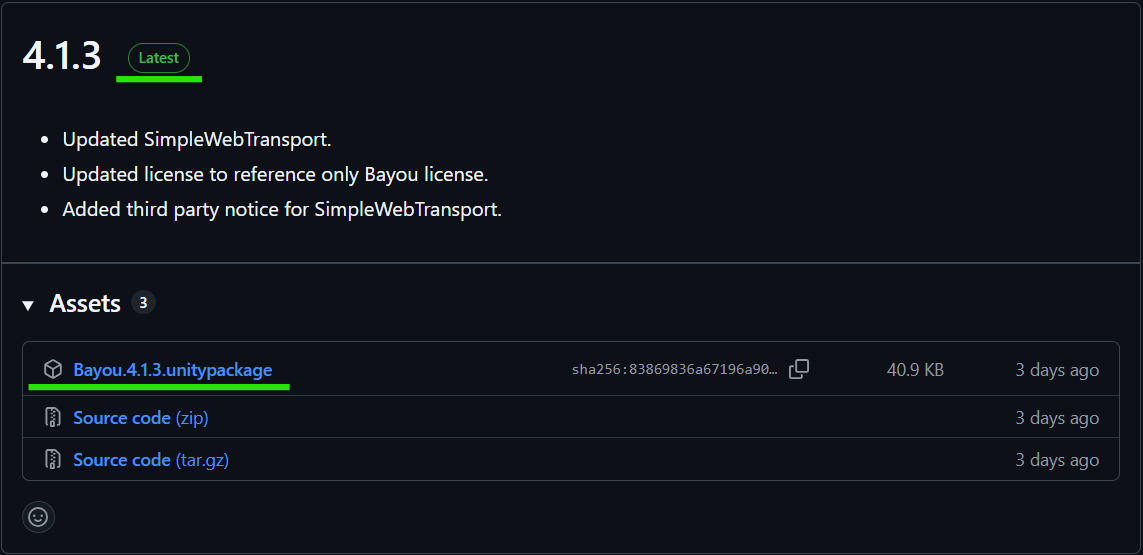 4.1.3 Latest
• Updated SimpleWebTransport.
• Updated license to reference only Bayou license.
• Added third party notice for SimpleWebTransport.
Assets 3
Bayou.4.1.3.unitypackage sha256:83869836a67196a90… 40.9 KB 3 days ago
Source code (zip) 3 days ago
Source code (tar.gz) 3 days ago